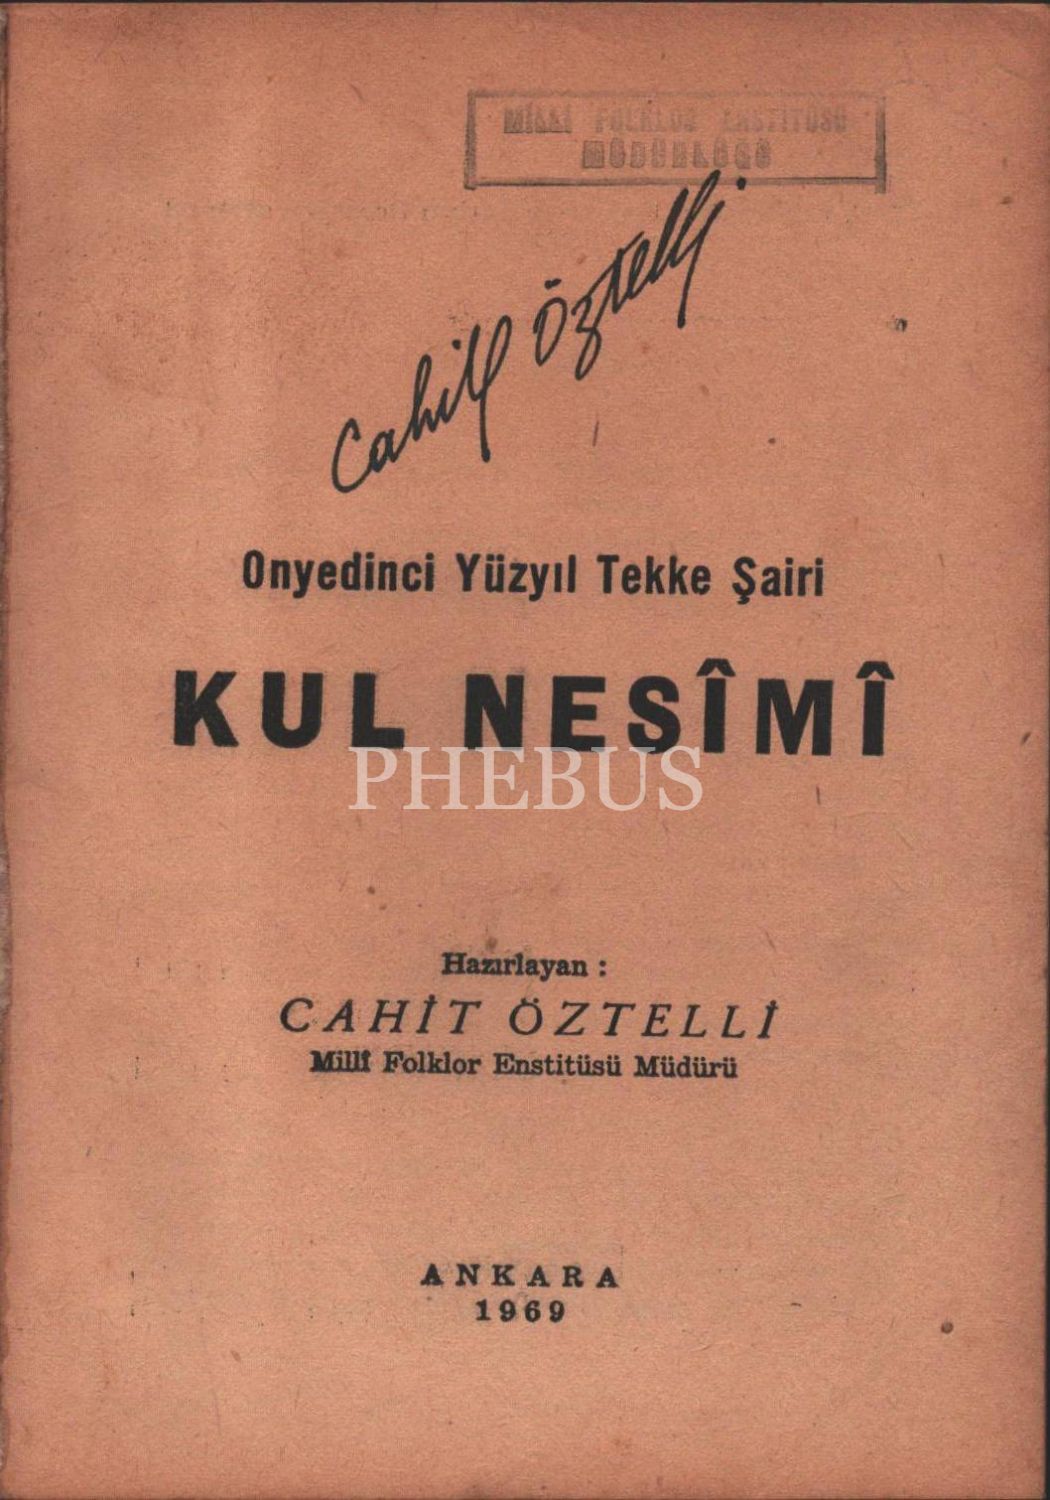 MİLLİ FOLKLOR ENSTİTÜSÜ
MÜDÜRLÜĞÜ
Cahit Öztelli
Onyedinci Yüzyıl Tekke Şairi
KUL NESÎMÎ
PHEBUS
Hazırlayan :
CAHİT ÖZTELLİ
Millî Folklor Enstitüsü Müdürü
ANKARA
1969